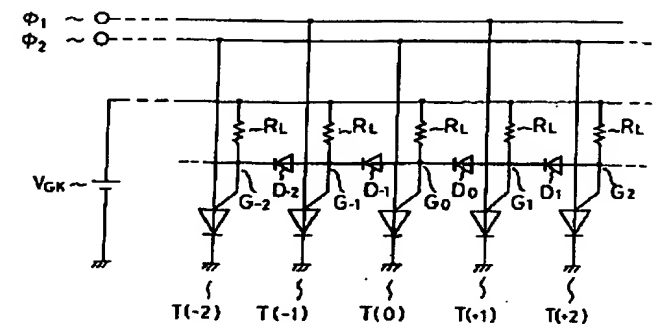 Φ1 ~
Φ2 ~
~RL ~RL ~RL ~RL ~RL
VGK ~
D-2 D-1 D0 D1
G-2 G-1 G0 G1 G2
T(-2) T(-1) T(0) T(+1) T(+2)